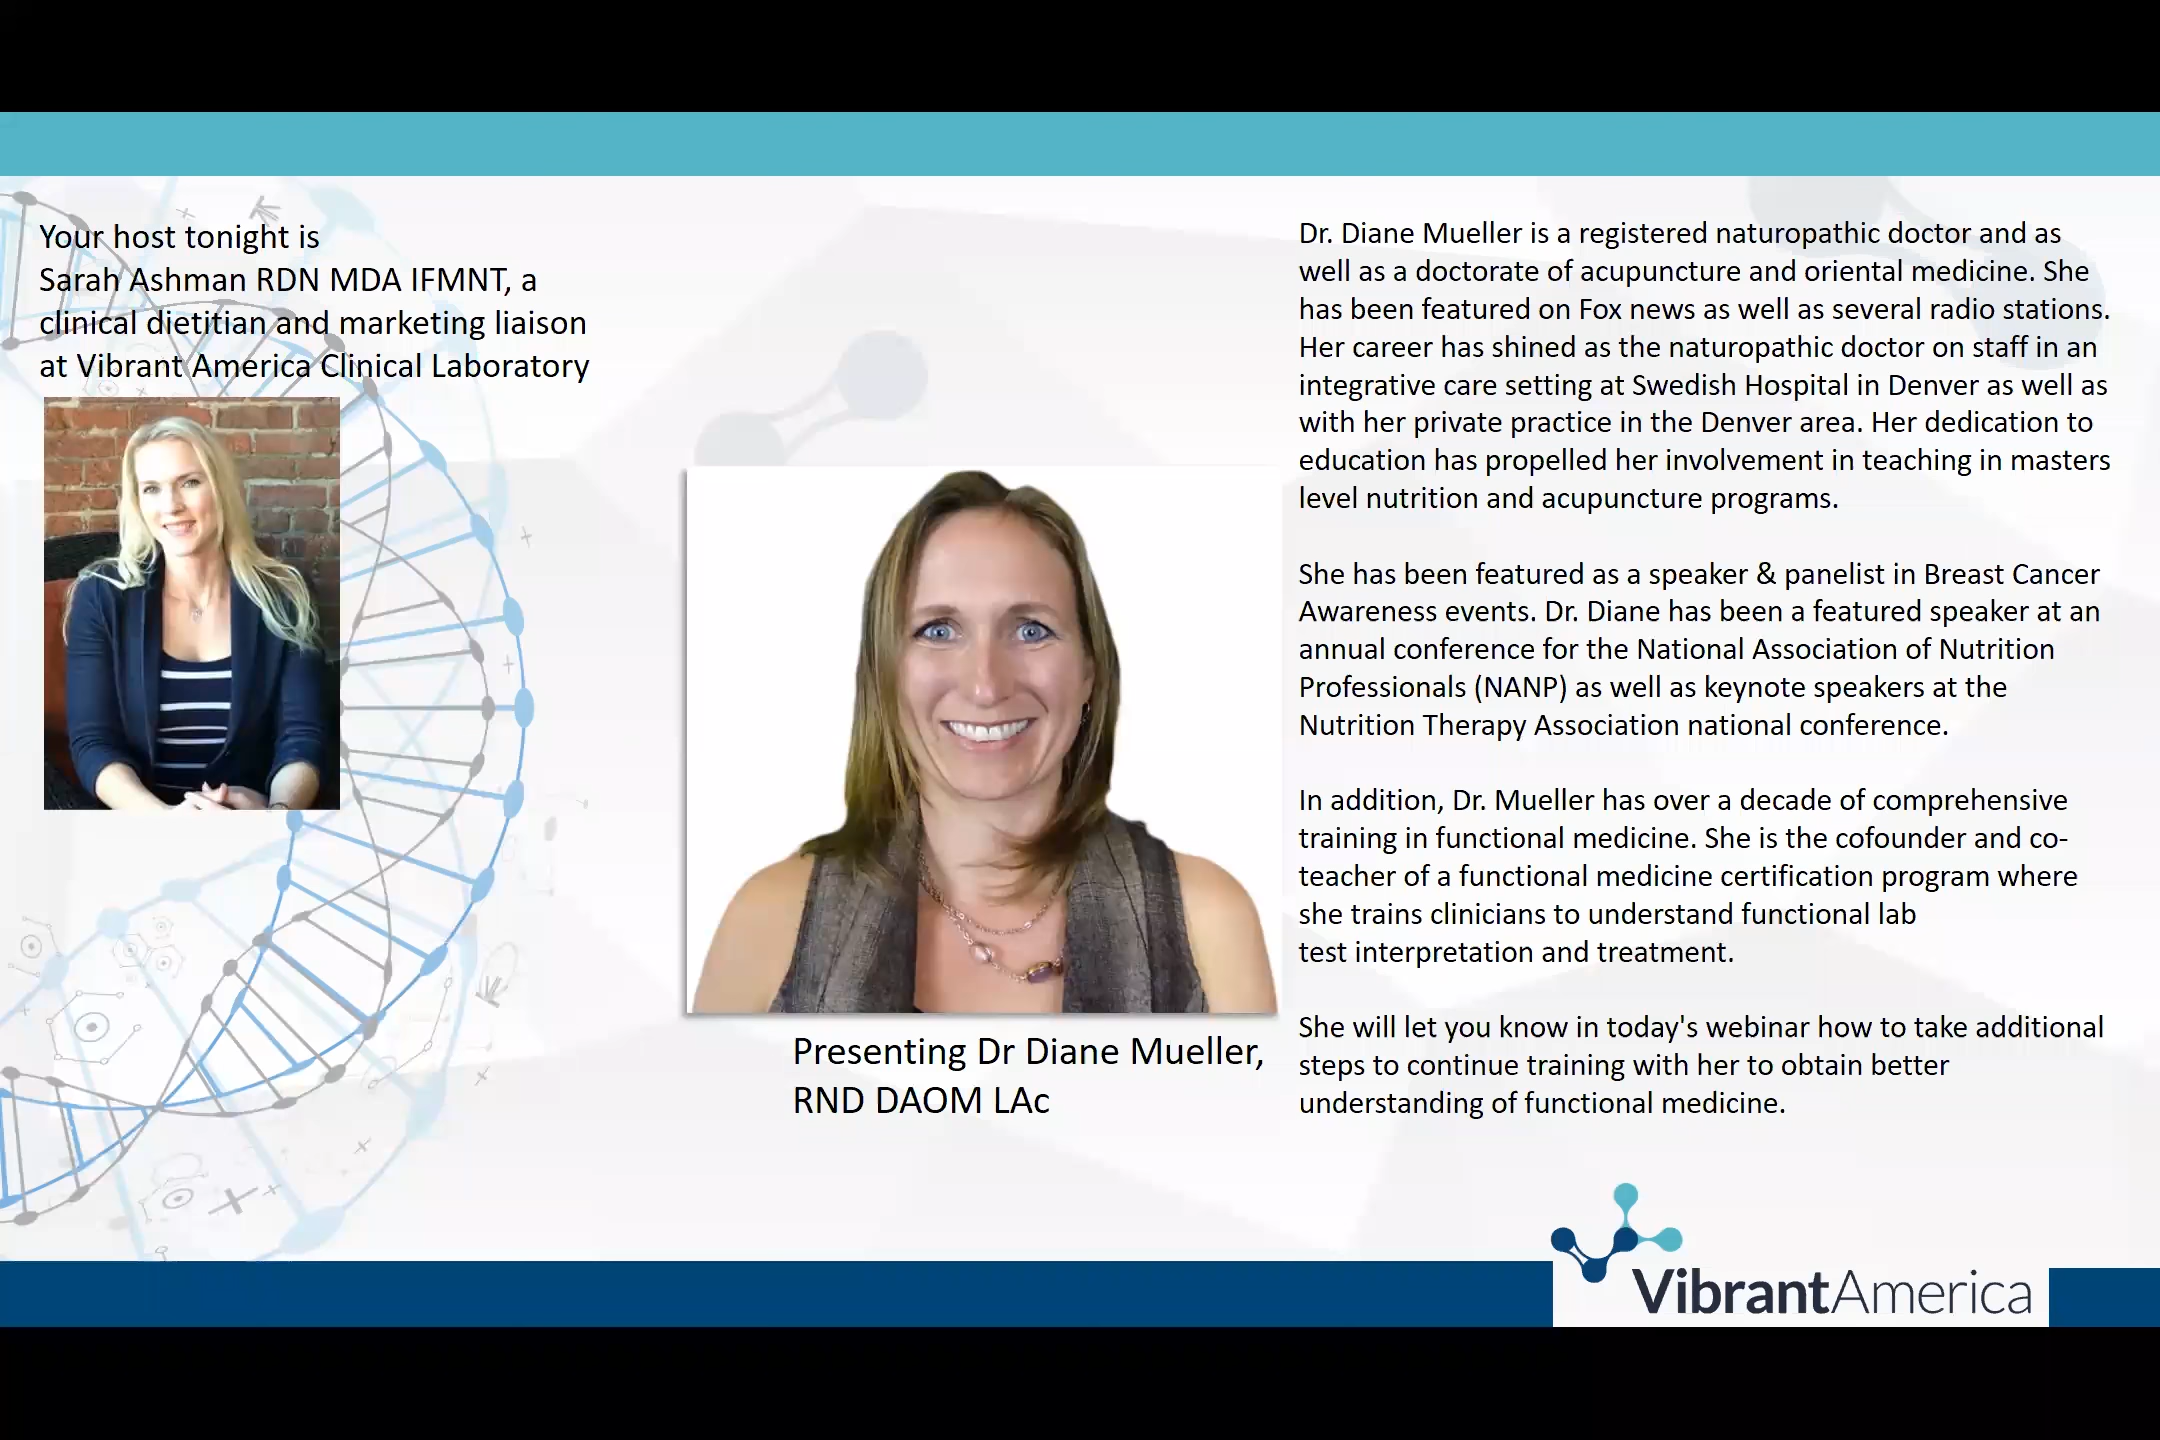 Your host tonight is
Sarah Ashman RDN MDA IFMNT, a
clinical dietitian and marketing liaison
at Vibrant America Clinical Laboratory
Presenting Dr Diane Mueller,
RND DAOM LAc
Dr. Diane Mueller is a registered naturopathic doctor and as
well as a doctorate of acupuncture and oriental medicine. She
has been featured on Fox news as well as several radio stations.
Her career has shined as the naturopathic doctor on staff in an
integrative care setting at Swedish Hospital in Denver as well as
with her private practice in the Denver area. Her dedication to
education has propelled her involvement in teaching in masters
level nutrition and acupuncture programs.
She has been featured as a speaker & panelist in Breast Cancer
Awareness events. Dr. Diane has been a featured speaker at an
annual conference for the National Association of Nutrition
Professionals (NANP) as well as keynote speakers at the
Nutrition Therapy Association national conference.
In addition, Dr. Mueller has over a decade of comprehensive
training in functional medicine. She is the cofounder and co-
teacher of a functional medicine certification program where
she trains clinicians to understand functional lab
test interpretation and treatment.
She will let you know in today's webinar how to take additional
steps to continue training with her to obtain better
understanding of functional medicine.
VibrantAmerica